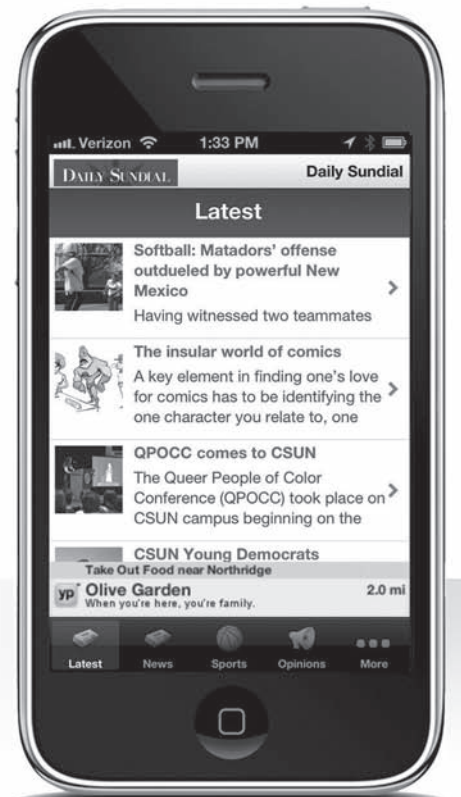 Verizon 1:33 PM
DAILY SUNDIAL Daily Sundial
Latest
Softball: Matadors' offense
outdueled by powerful New
Mexico
Having witnessed two teammates
The insular world of comics
A key element in finding one's love
for comics has to be identifying the
one character you relate to, one
QPOCC comes to CSUN
The Queer People of Color
Conference (QPOCC) took place on
CSUN campus beginning on the
CSUN Young Democrats
Take Out Food near Northridge
yp Olive Garden 2.0 mi
When you're here, you're family.
Latest News Sports Opinions More